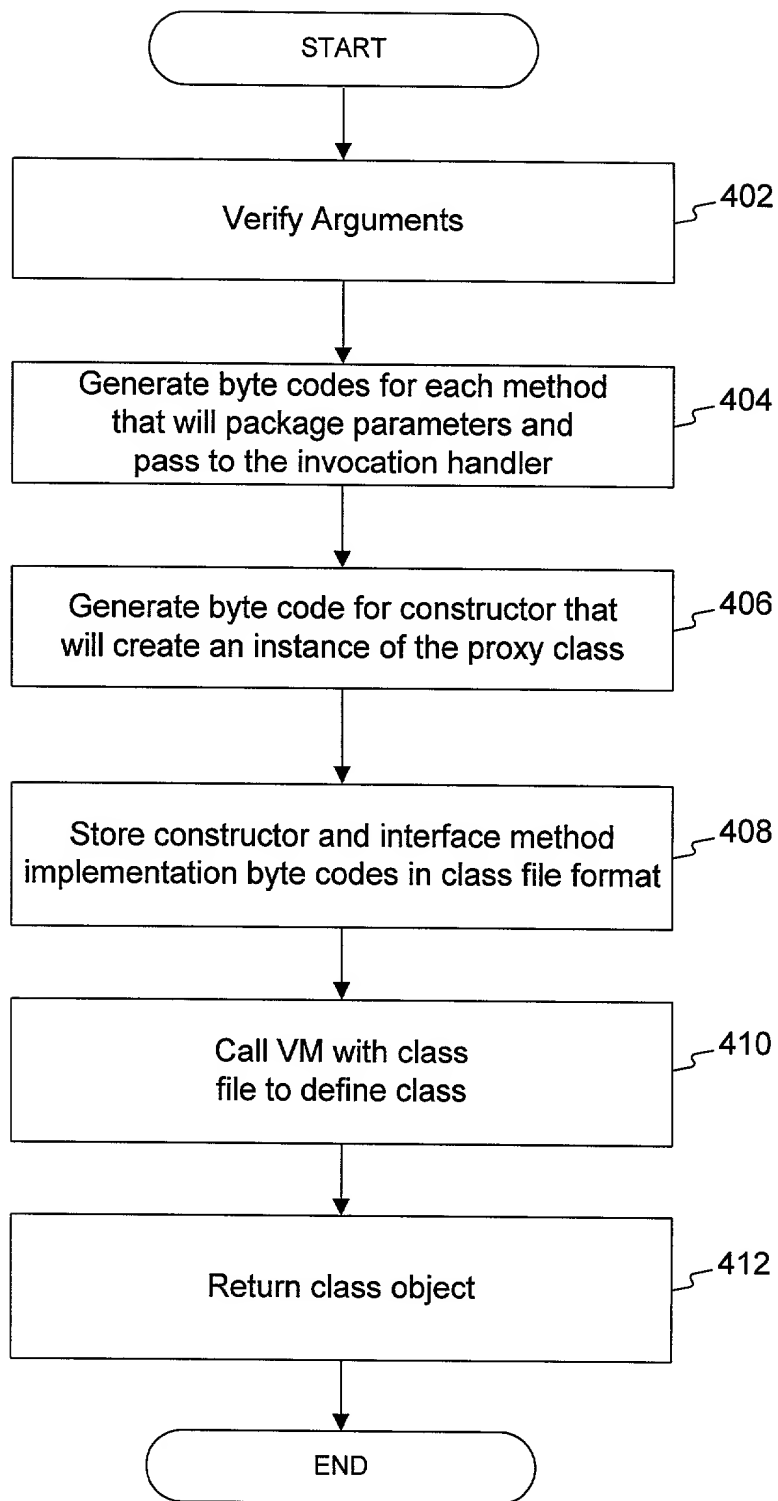 START
Verify Arguments
402
Generate byte codes for each method
that will package parameters and
pass to the invocation handler
404
Generate byte code for constructor that
will create an instance of the proxy class
406
Store constructor and interface method
implementation byte codes in class file format
408
Call VM with class
file to define class
410
Return class object
412
END